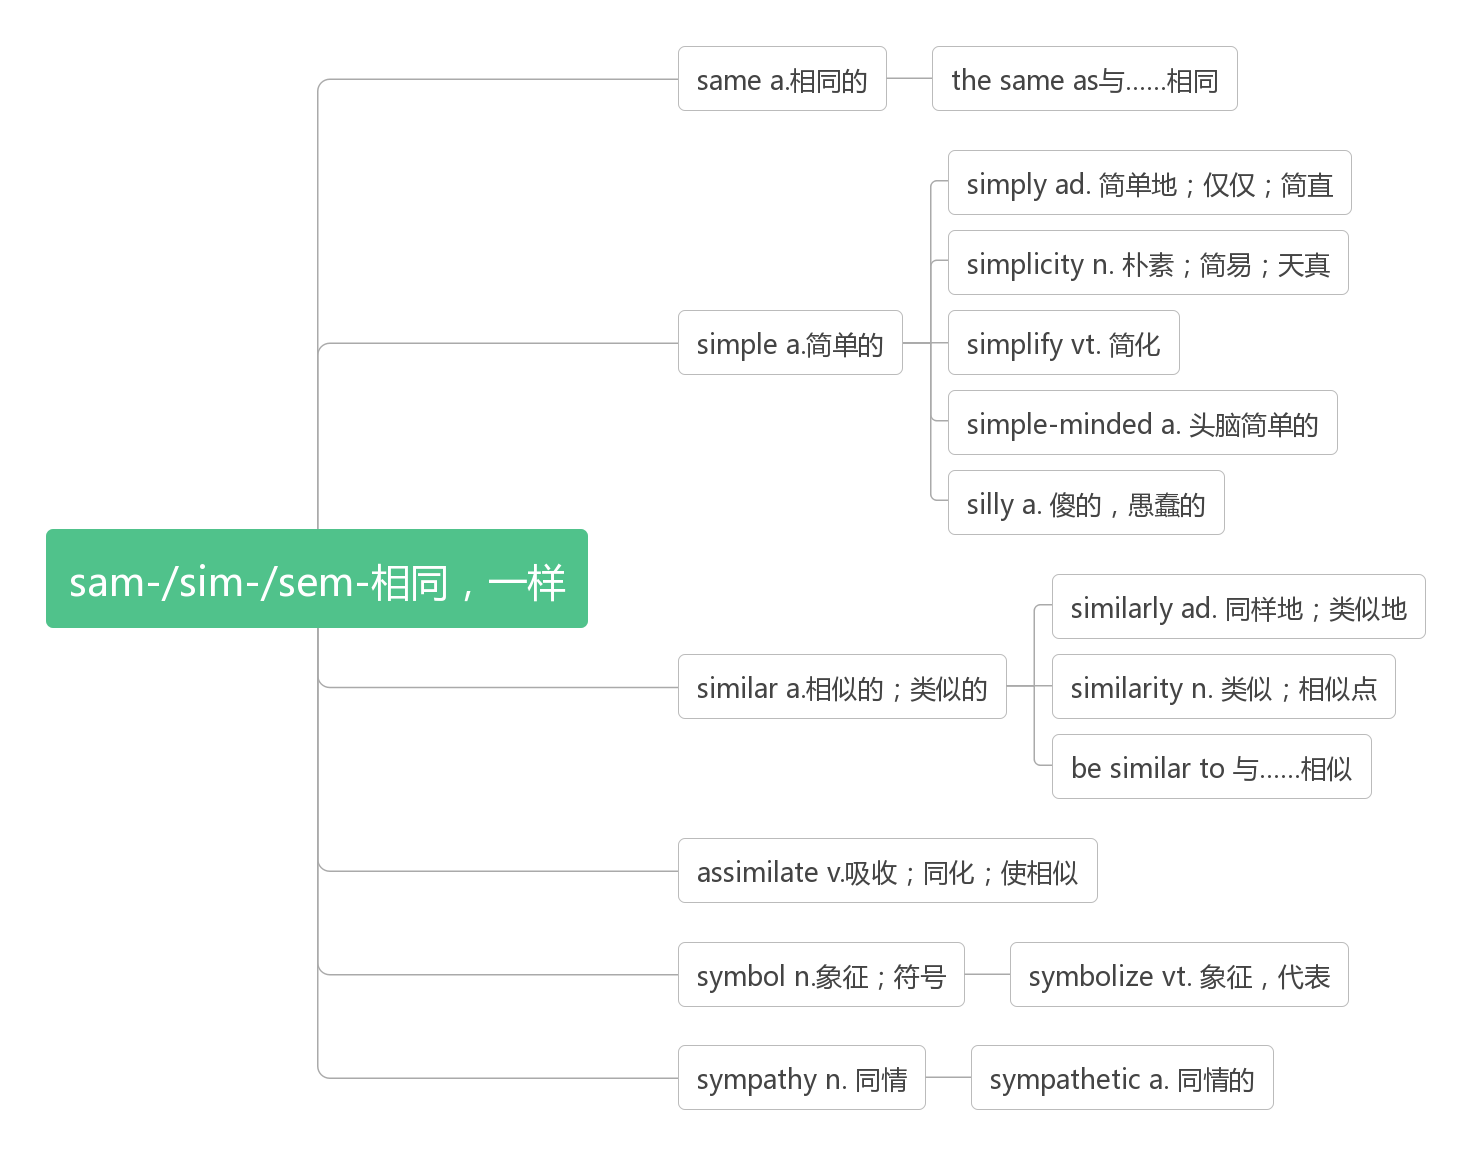 sam-/sim-/sem-相同，一样
same a.相同的
the same as与……相同
simple a.简单的
simply ad. 简单地；仅仅；简直
simplicity n. 朴素；简易；天真
simplify vt. 简化
simple-minded a. 头脑简单的
silly a. 傻的，愚蠢的
similar a.相似的；类似的
similarly ad. 同样地；类似地
similarity n. 类似；相似点
be similar to 与……相似
assimilate v.吸收；同化；使相似
symbol n.象征；符号
symbolize vt. 象征，代表
sympathy n. 同情
sympathetic a. 同情的